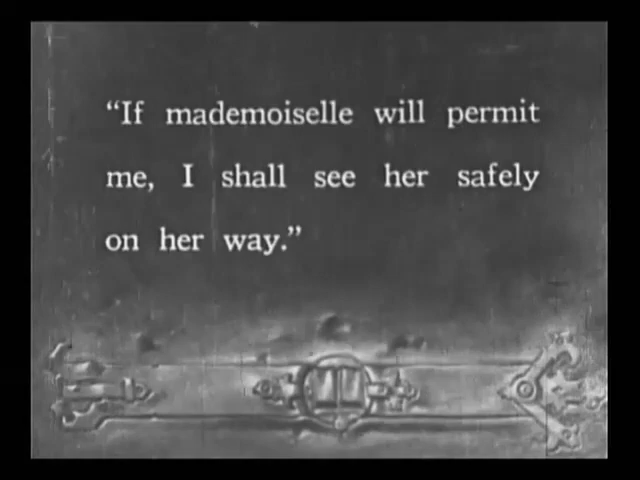 “If mademoiselle will permit
me, I shall see her safely
on her way.”